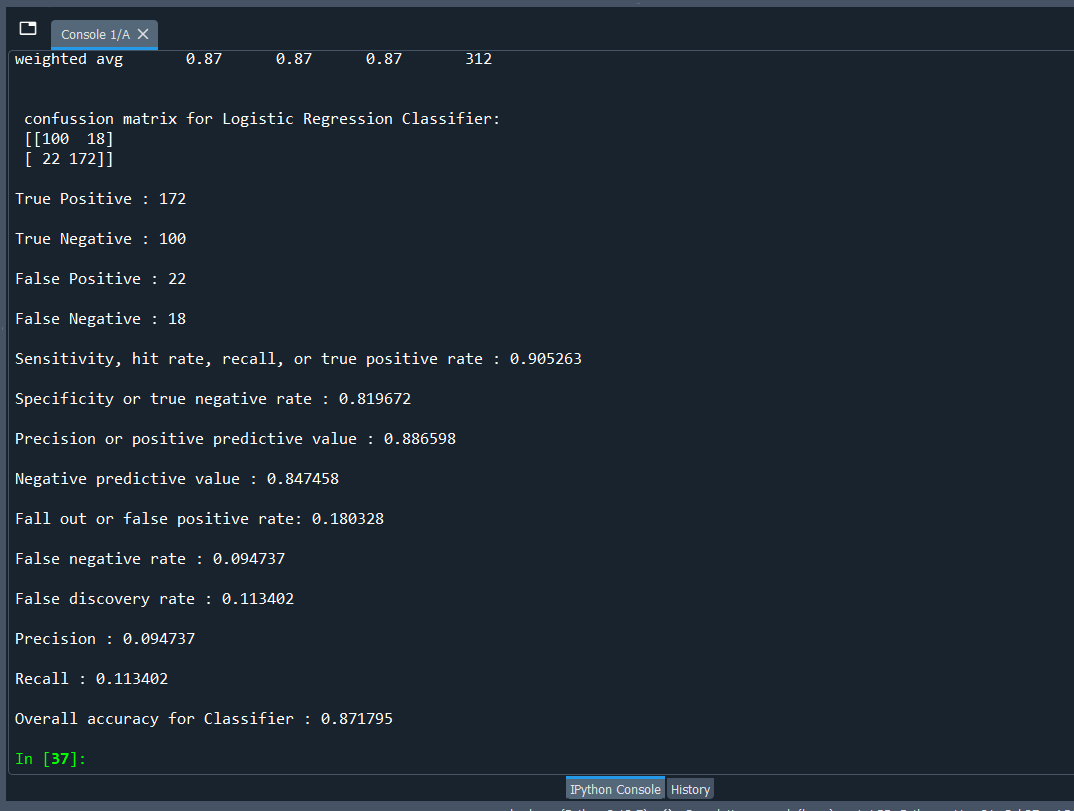 Console 1/A
weighted avg 0.87 0.87 0.87 312
confussion matrix for Logistic Regression Classifier:
[[100 18]
[ 22 172]]
True Positive : 172
True Negative : 100
False Positive : 22
False Negative : 18
Sensitivity, hit rate, recall, or true positive rate : 0.905263
Specificity or true negative rate : 0.819672
Precision or positive predictive value : 0.886598
Negative predictive value : 0.847458
Fall out or false positive rate: 0.180328
False negative rate : 0.094737
False discovery rate : 0.113402
Precision : 0.094737
Recall : 0.113402
Overall accuracy for Classifier : 0.871795
In [37]:
IPython Console History